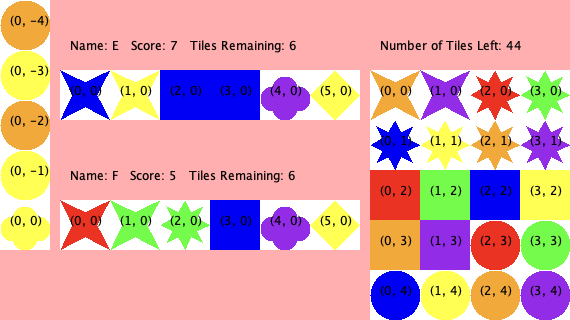 (0, -4)
(0, -3)
(0, -2)
(0, -1)
(0, 0)
Name: E Score: 7 Tiles Remaining: 6
(0, 0) (1, 0) (2, 0) (3, 0) (4, 0) (5, 0)
Name: F Score: 5 Tiles Remaining: 6
(0, 0) (1, 0) (2, 0) (3, 0) (4, 0) (5, 0)
Number of Tiles Left: 44
(0, 0) (1, 0) (2, 0) (3, 0)
(0, 1) (1, 1) (2, 1) (3, 1)
(0, 2) (1, 2) (2, 2) (3, 2)
(0, 3) (1, 3) (2, 3) (3, 3)
(0, 4) (1, 4) (2, 4) (3, 4)